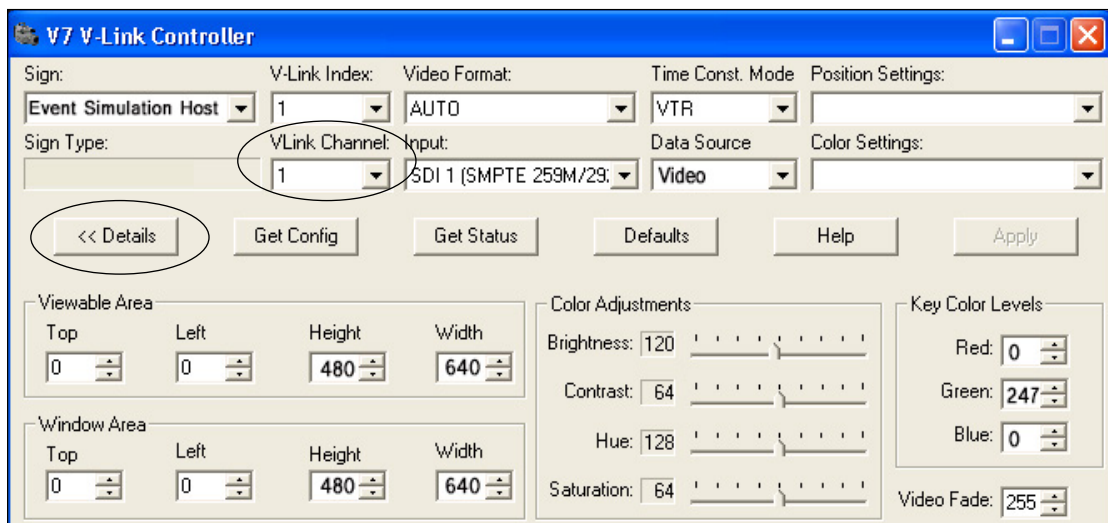 V7 V-Link Controller
Sign: V-Link Index: Video Format: Time Const. Mode Position Settings:
Event Simulation Host 1 AUTO VTR
Sign Type: VLink Channel: Input: Data Source Color Settings:
1 SDI 1 (SMPTE 259M/29 Video
<< Details Get Config Get Status Defaults Help Apply
Viewable Area Color Adjustments Key Color Levels
Top Left Height Width
0 0 480 640
Brightness: 120
Contrast: 64
Hue: 128
Saturation: 64
Red: 0
Green: 247
Blue: 0
Window Area
Top Left Height Width
0 0 480 640
Video Fade: 255